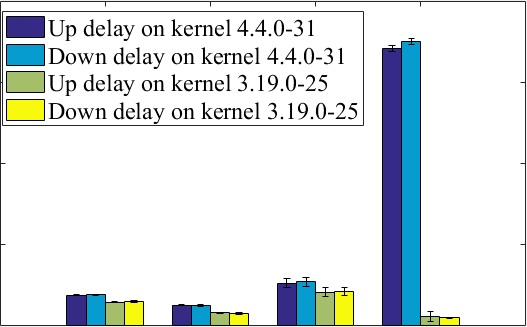 Up delay on kernel 4.4.0-31
Down delay on kernel 4.4.0-31
Up delay on kernel 3.19.0-25
Down delay on kernel 3.19.0-25